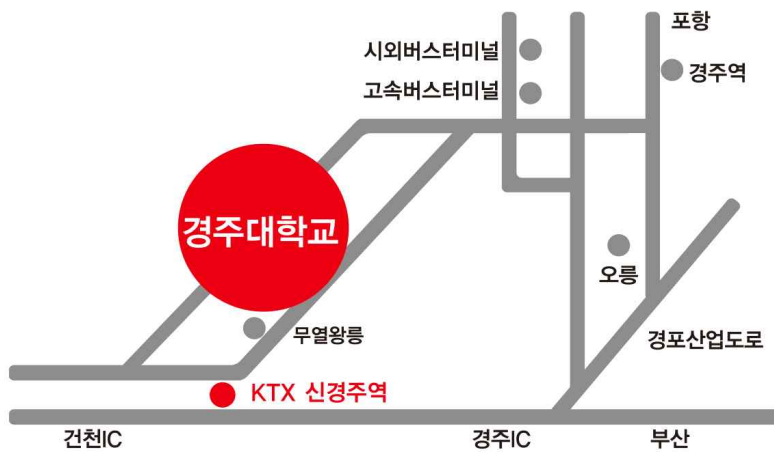 포항
시외버스터미널
경주역
고속버스터미널
경주대학교
오릉
무열왕릉
경포산업도로
KTX 신경주역
건천IC
경주IC
부산